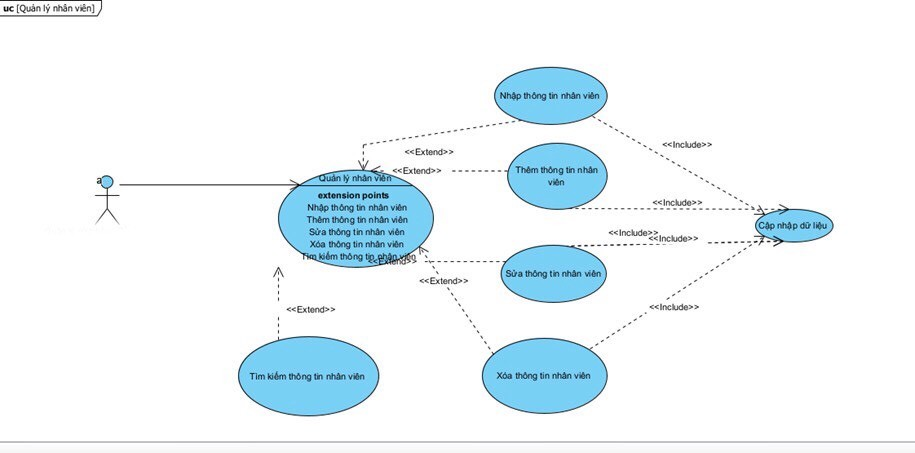 uc [Quản lý nhân viên]
Nhập thông tin nhân viên
<<Include>>
<<Extend>>
<<Extend>>
Thêm thông tin nhân
viên
a
Quản lý nhân viên
extension points
Nhập thông tin nhân viên
Thêm thông tin nhân viên
Sửa thông tin nhân viên
Xóa thông tin nhân viên
Tìm kiếm thông tin nhân viên
<<Include>>
Cập nhập dữ liệu
<<Include>>
<<Include>>
<<Extend>>
Sửa thông tin nhân viên
<<Extend>>
<<Extend>>
<<Include>>
Tìm kiếm thông tin nhân viên
Xóa thông tin nhân viên